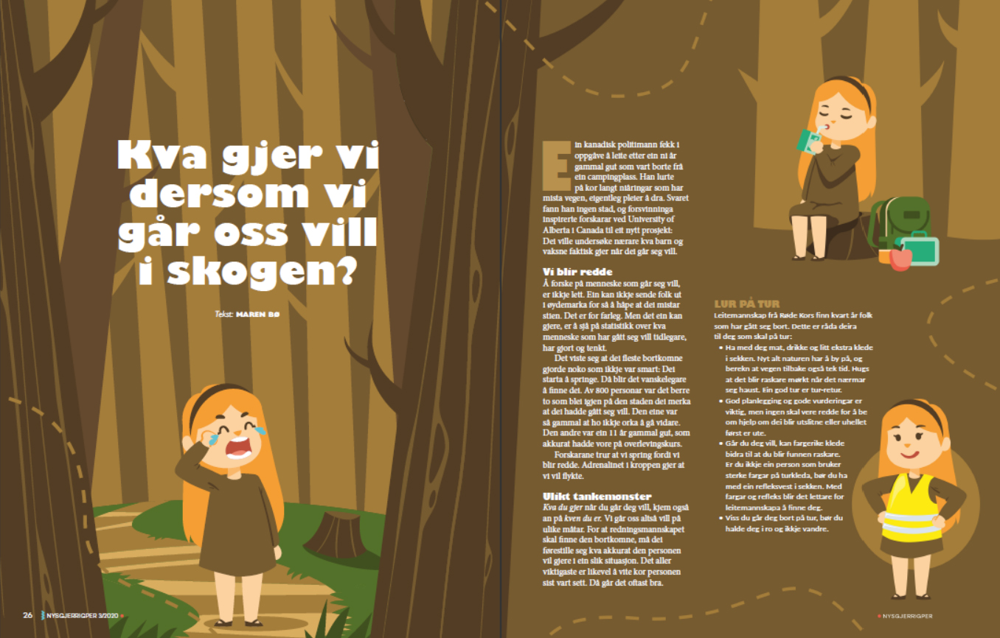 Kva gjer vi
dersom vi
går oss vill
i skogen?
Tekst: MAREN BØ
26 NYSGJERRIGPER 3/2020
Ein kanadisk politimann fekk i
oppgåve å leite etter ein ni år
gammal gut som vart borte frå
ein campingplass. Han lurte
på kor langt niåringar som har
mista vegen, eigentleg pleier å dra. Svaret
fann han ingen stad, og forsvinninga
inspirerte forskarar ved University of
Alberta i Canada til eit nytt prosjekt:
Dei ville undersøke nærare kva barn og
vaksne faktisk gjer når dei går seg vill.
Vi blir redde
Å forske på menneske som går seg vill,
er ikkje lett. Ein kan ikkje sende folk ut
i øydemarka for så å håpe at dei mistar
stien. Det er for farleg. Men det ein kan
gjere, er å sjå på statistikk over kva
menneske som har gått seg vill tidlegare,
har gjort og tenkt.
Det viste seg at dei fleste bortkomne
gjorde noko som ikkje var smart: Dei
starta å springe. Då blir det vanskelegare
å finne dei. Av 800 personar var det berre
to som blei igjen på den staden dei merka
at dei hadde gått seg vill. Den eine var
så gammal at ho ikkje orka å gå vidare.
Den andre var ein 11 år gammal gut, som
akkurat hadde vore på overlevingskurs.
Forskarane trur at vi spring fordi vi
blir redde. Adrenalinet i kroppen gjer at
vi vil flykte.
Ulikt tankemønster
Kva du gjer når du går deg vill, kjem også
an på kven du er. Vi går oss altså vill på
ulike måtar. For at redningsmannskapet
skal finne den bortkomne, må dei
førestille seg kva akkurat den personen
vil gjere i ein slik situasjon. Det aller
viktigaste er likevel å vite kor personen
sist vart sett. Då går det oftast bra.
LUR PÅ TUR
Leitemannskap frå Røde Kors finn kvart år folk
som har gått seg bort. Dette er råda deira
til deg som skal på tur:
• Ha med deg mat, drikke og litt ekstra klede
i sekken. Nyt alt naturen har å by på, og
berekn at vegen tilbake også tek tid. Hugs
at det blir raskare mørkt når det nærmar
seg haust. Ein god tur er tur-retur.
• God planlegging og gode vurderingar er
viktig, men ingen skal vere redde for å be
om hjelp om dei blir utslitne eller uhellet
først er ute.
• Går du deg vill, kan fargerike klede
bidra til at du blir funnen raskare.
Er du ikkje ein person som bruker
sterke fargar på turkleda, bør du ha
med ein refleksvest i sekken. Med
fargar og refleks blir det lettare for
leitemannskapa å finne deg.
• Viss du går deg bort på tur, bør du
halde deg i ro og ikkje vandre.
NYSGJERRIGPER